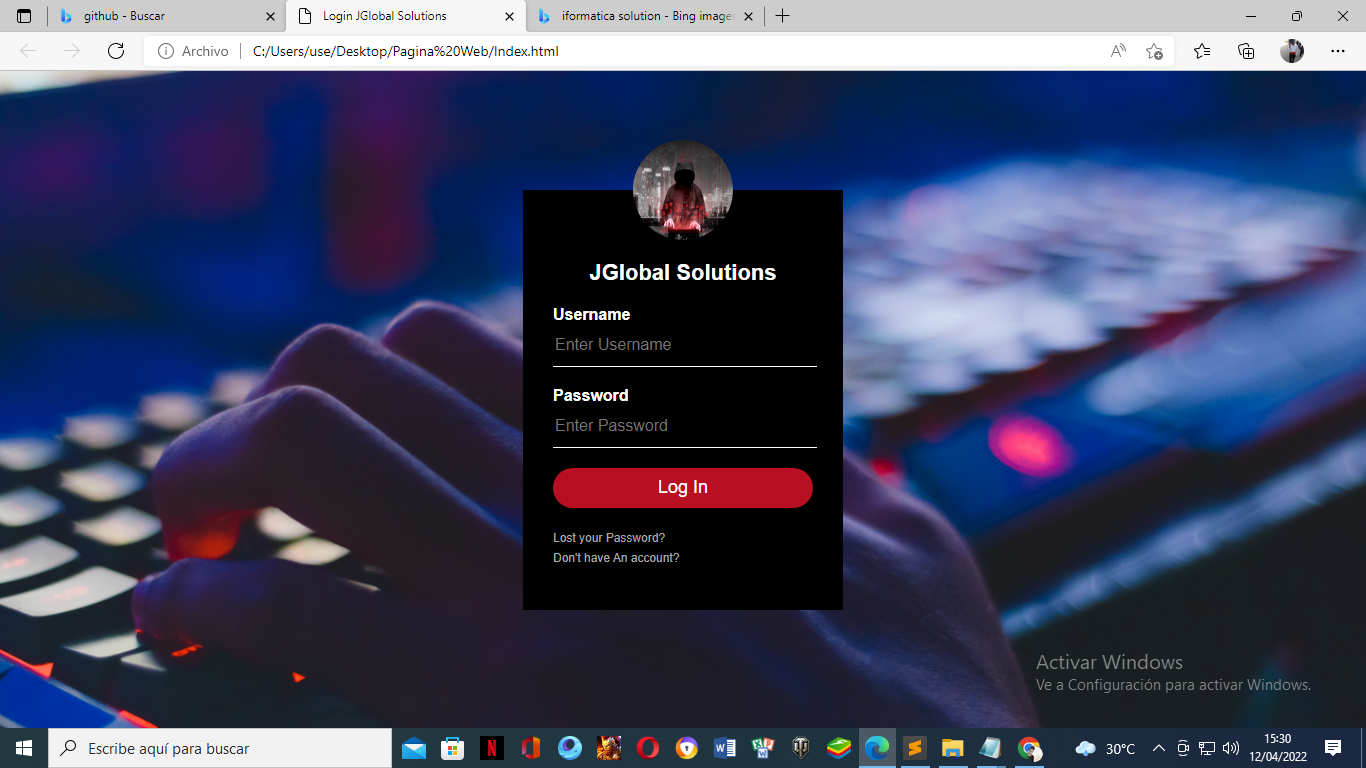 github - Buscar
Login JGlobal Solutions
iformatica solution - Bing images
Archivo
C:/Users/use/Desktop/Pagina%20Web/Index.html
JGlobal Solutions
Username
Enter Username
Password
Enter Password
Log In
Lost your Password?
Don't have An account?
Activar Windows
Ve a Configuración para activar Windows.
Escribe aquí para buscar
30°C
15:30
12/04/2022